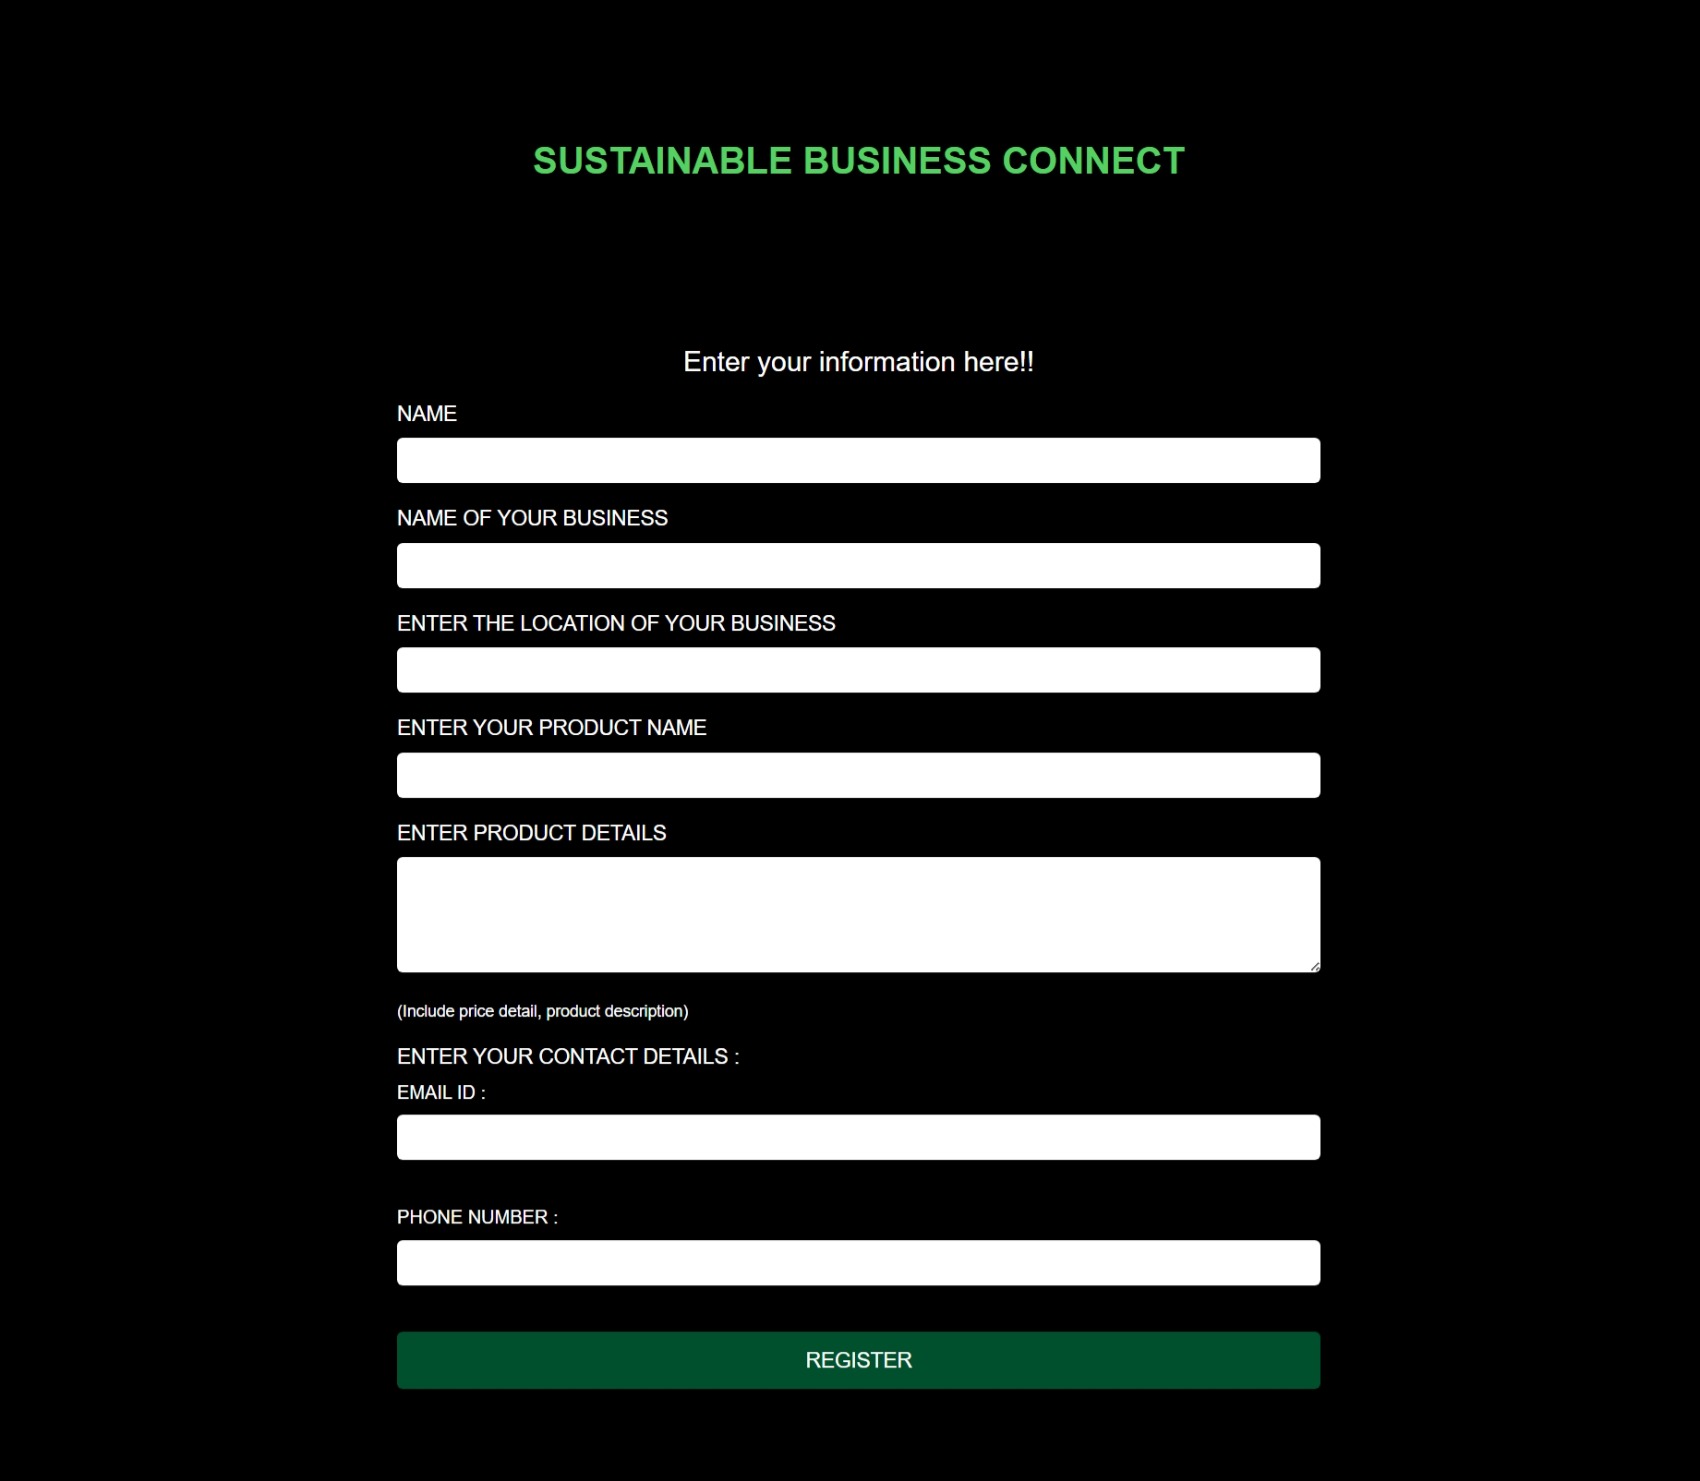 SUSTAINABLE BUSINESS CONNECT
Enter your information here!!
NAME
NAME OF YOUR BUSINESS
ENTER THE LOCATION OF YOUR BUSINESS
ENTER YOUR PRODUCT NAME
ENTER PRODUCT DETAILS
(Include price detail, product description)
ENTER YOUR CONTACT DETAILS :
EMAIL ID :
PHONE NUMBER :
REGISTER